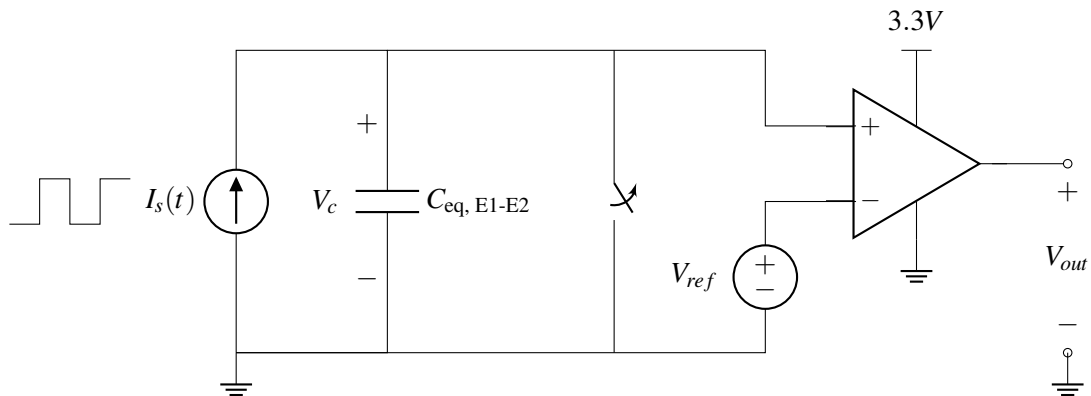 3.3V
+
+
I_s(t)
V_c
C_eq, E1-E2
−
+
−
V_ref
+
−
V_out
−